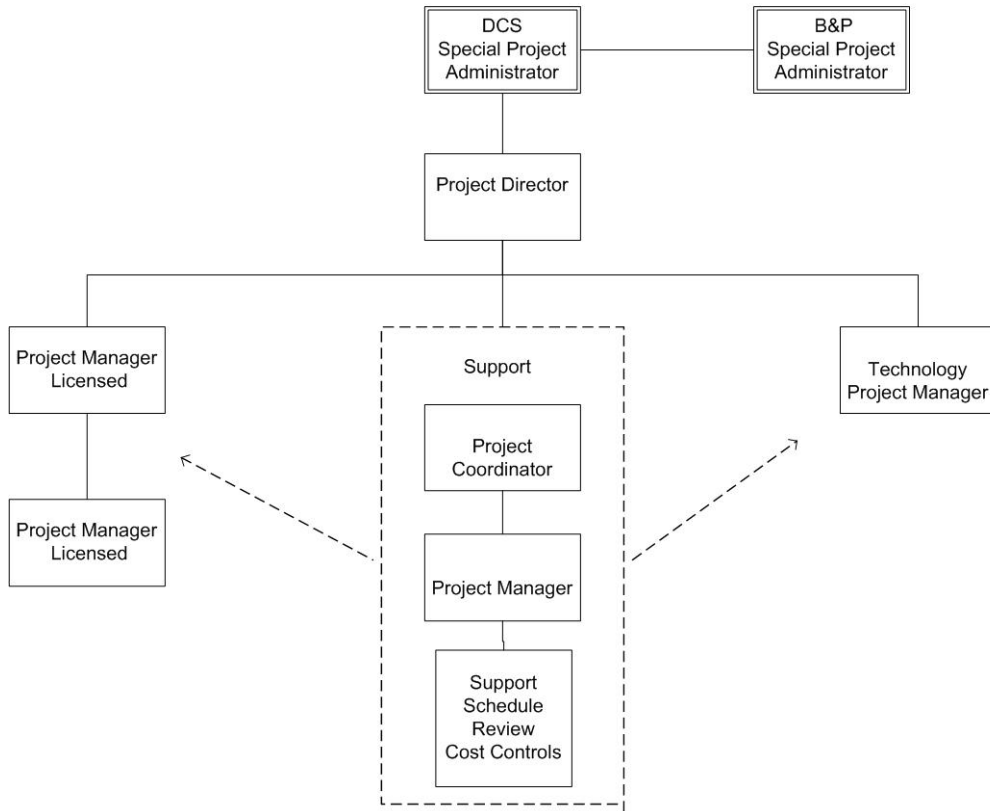 DCS
Special Project
Administrator
B&P
Special Project
Administrator
Project Director
Project Manager
Licensed
Support
Technology
Project Manager
Project
Coordinator
Project Manager
Licensed
Project Manager
Support
Schedule
Review
Cost Controls